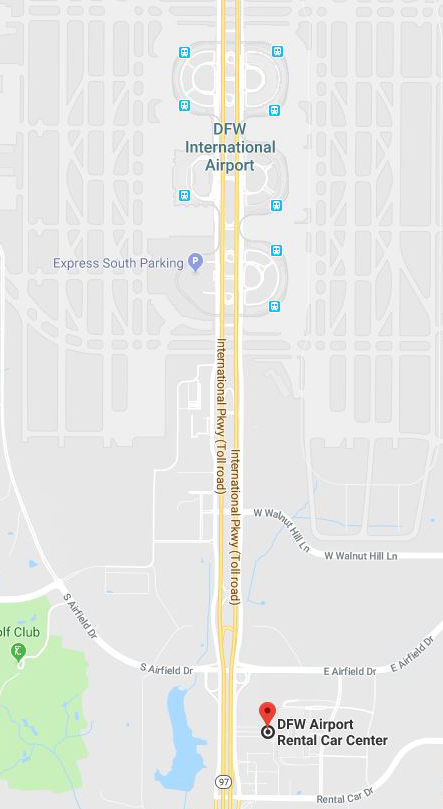 DFW
International
Airport
Express South Parking
P
International Pkwy (Toll road)
International Pkwy (Toll road)
W Walnut Hill Ln
W Walnut Hill Ln
S Airfield Dr
olf Club
S Airfield Dr
E Airfield Dr
E Airfield Dr
DFW Airport
Rental Car Center
97
Rental Car Dr